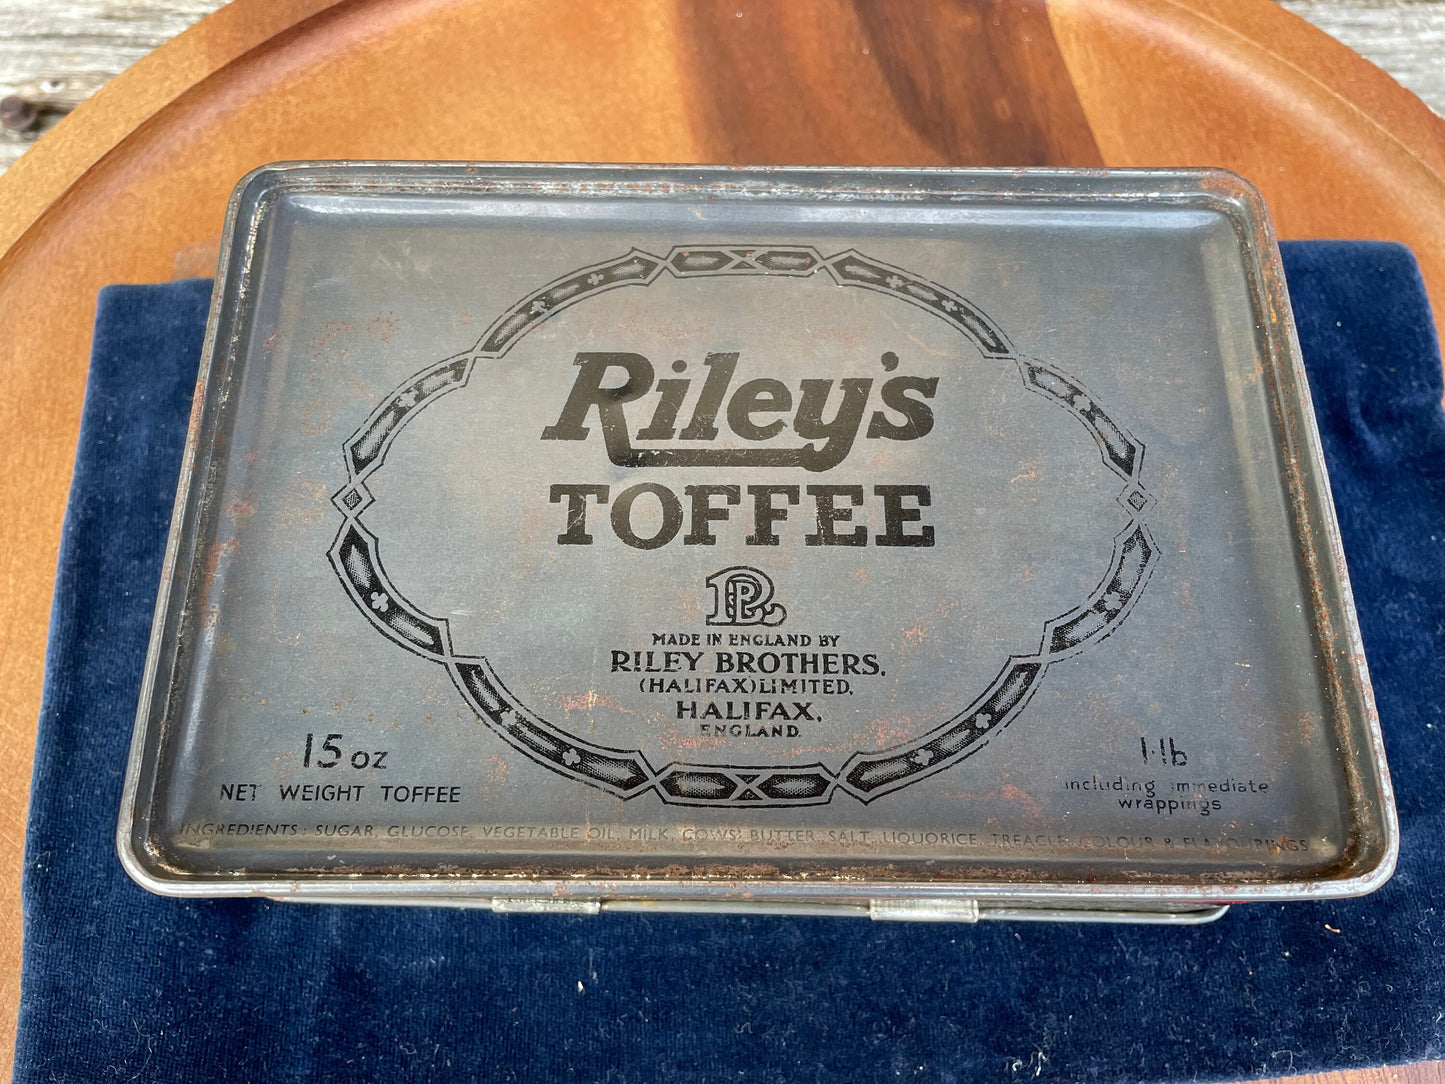 Riley's
TOFFEE
MADE IN ENGLAND BY
RILEY BROTHERS.
(HALIFAX) LIMITED.
HALIFAX,
ENGLAND.
15 oz
NET WEIGHT TOFFEE
1·lb
including immediate
wrappings
INGREDIENTS: SUGAR, GLUCOSE, VEGETABLE OIL, MILK, COWS' BUTTER, SALT, LIQUORICE, TREACLE, COLOUR & FLAVOURINGS